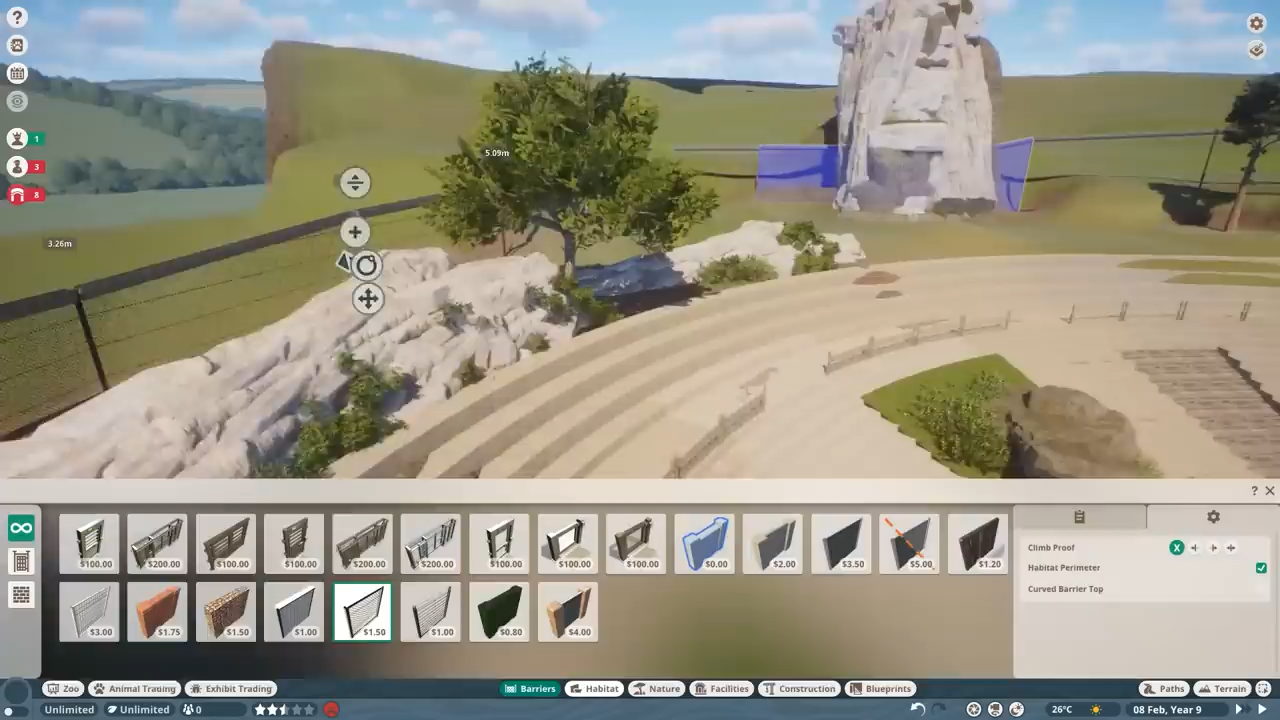 ?
1
3
8
5.09m
3.26m
? X
$100.00 $200.00 $100.00 $100.00 $200.00 $200.00 $100.00 $100.00 $100.00 $0.00 $2.00 $3.50 $5.00 $1.20
$3.00 $1.75 $1.50 $1.00 $1.50 $1.00 $0.80 $4.00
Climb Proof X
Habitat Perimeter
Curved Barrier Top
Zoo Animal Trading Exhibit Trading Barriers Habitat Nature Facilities Construction Blueprints Paths Terrain
Unlimited Unlimited 0 26°C 08 Feb, Year 9